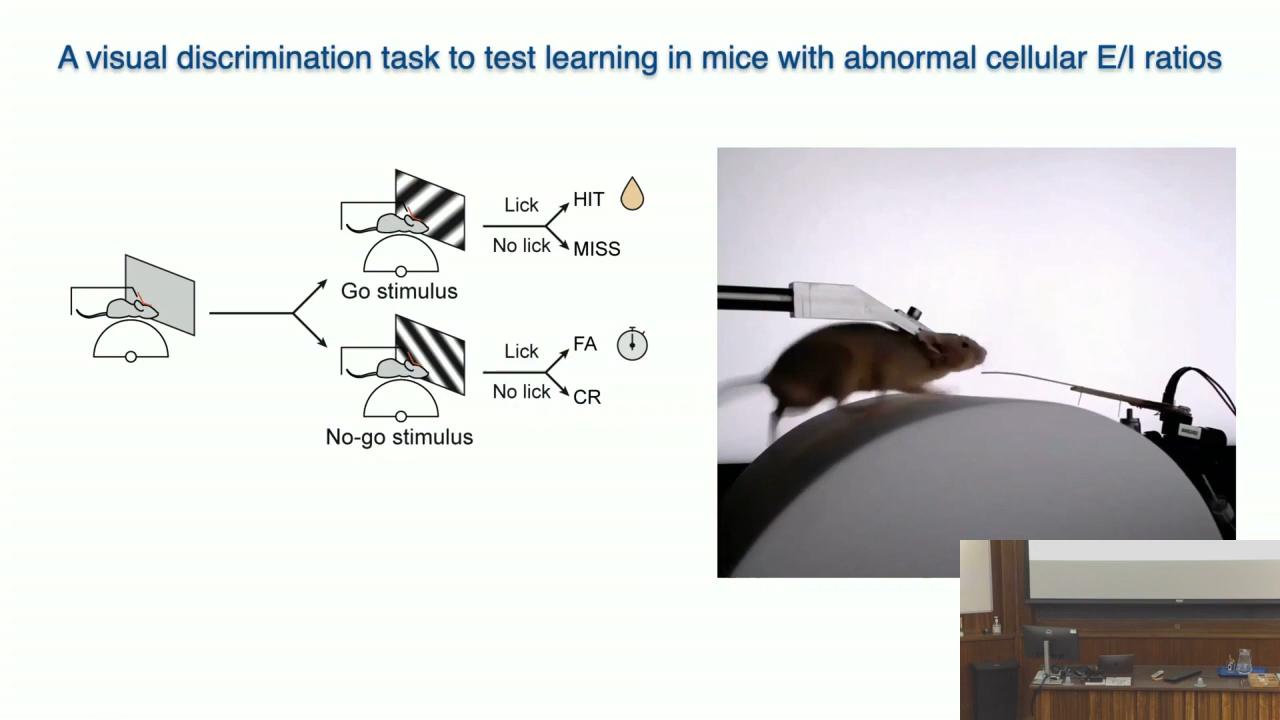 A visual discrimination task to test learning in mice with abnormal cellular E/I ratios
Lick
HIT
No lick
MISS
Go stimulus
Lick
FA
No lick
CR
No-go stimulus